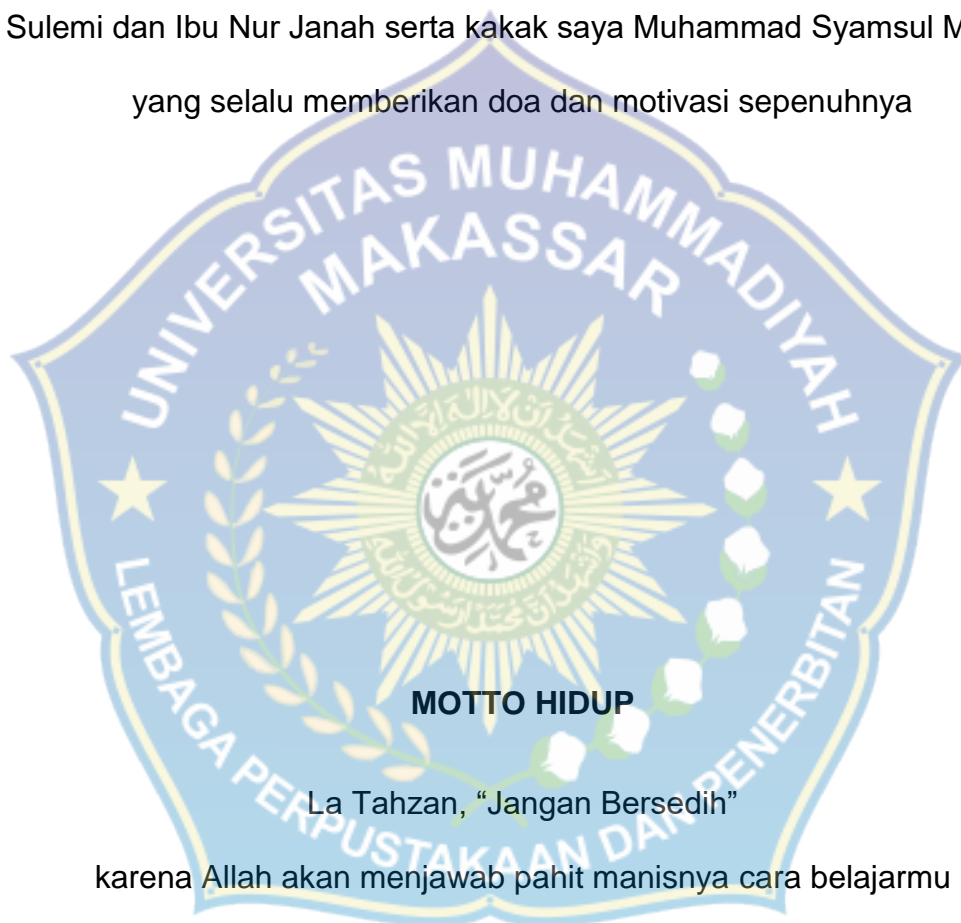 Sulemi dan Ibu Nur Janah serta kakak saya Muhammad Syamsul
yang selalu memberikan doa dan motivasi sepenuhnya
UNIVERSITAS MUHAMMADIYAH
MAKASSAR
محمد
MOTTO HIDUP
La Tahzan, “Jangan Bersedih”
karena Allah akan menjawab pahit manisnya cara belajarmu
LEMBAGA PERPUSTAKAAN DAN PENERBITAN